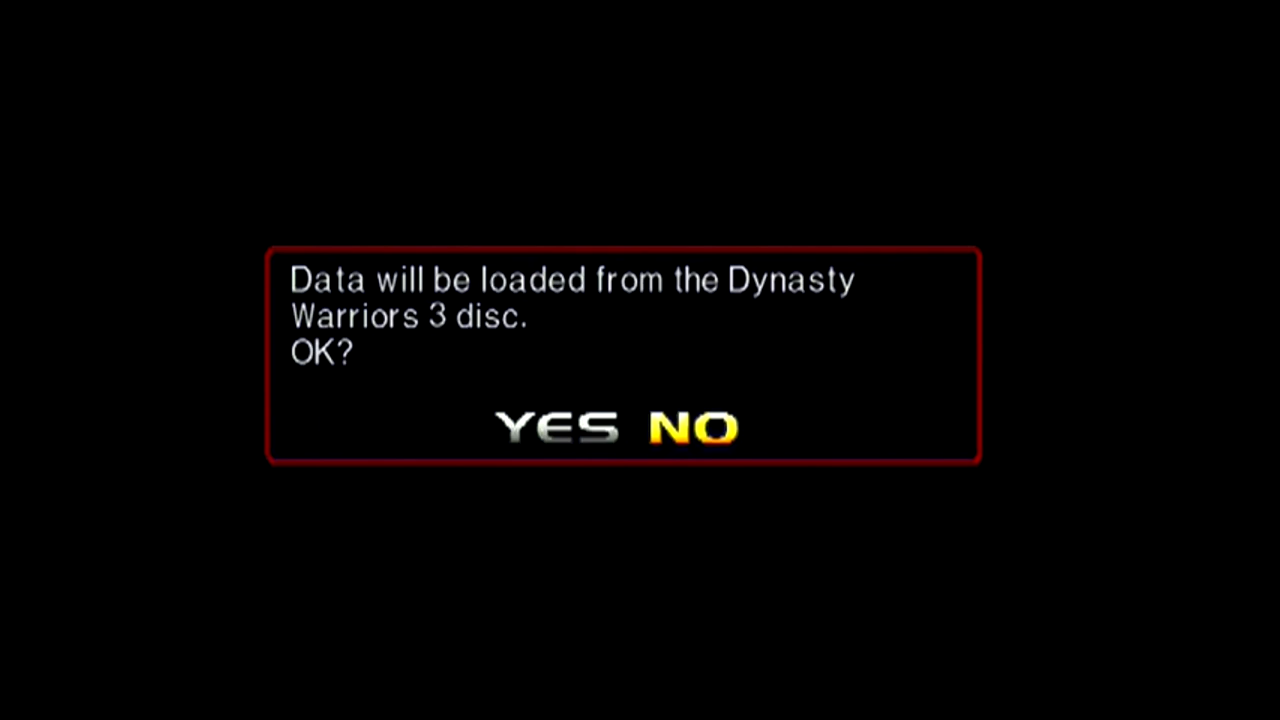 Data will be loaded from the Dynasty
Warriors 3 disc.
OK?
YES NO